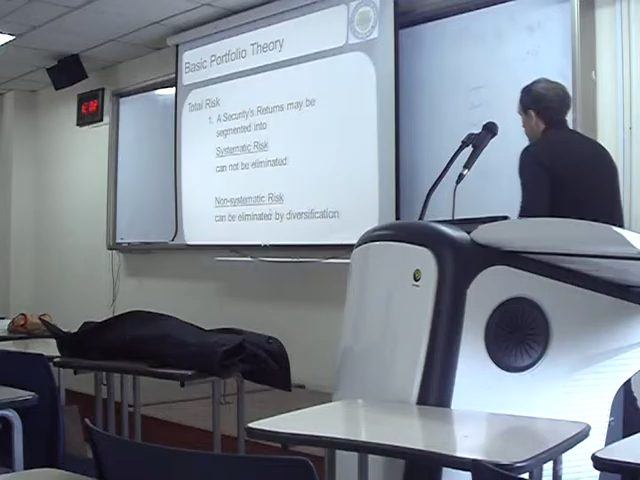 Basic Portfolio Theory
Total Risk
1. A Security's Returns may be
segmented into
Systematic Risk
can not be eliminated
Non-systematic Risk
can be eliminated by diversification